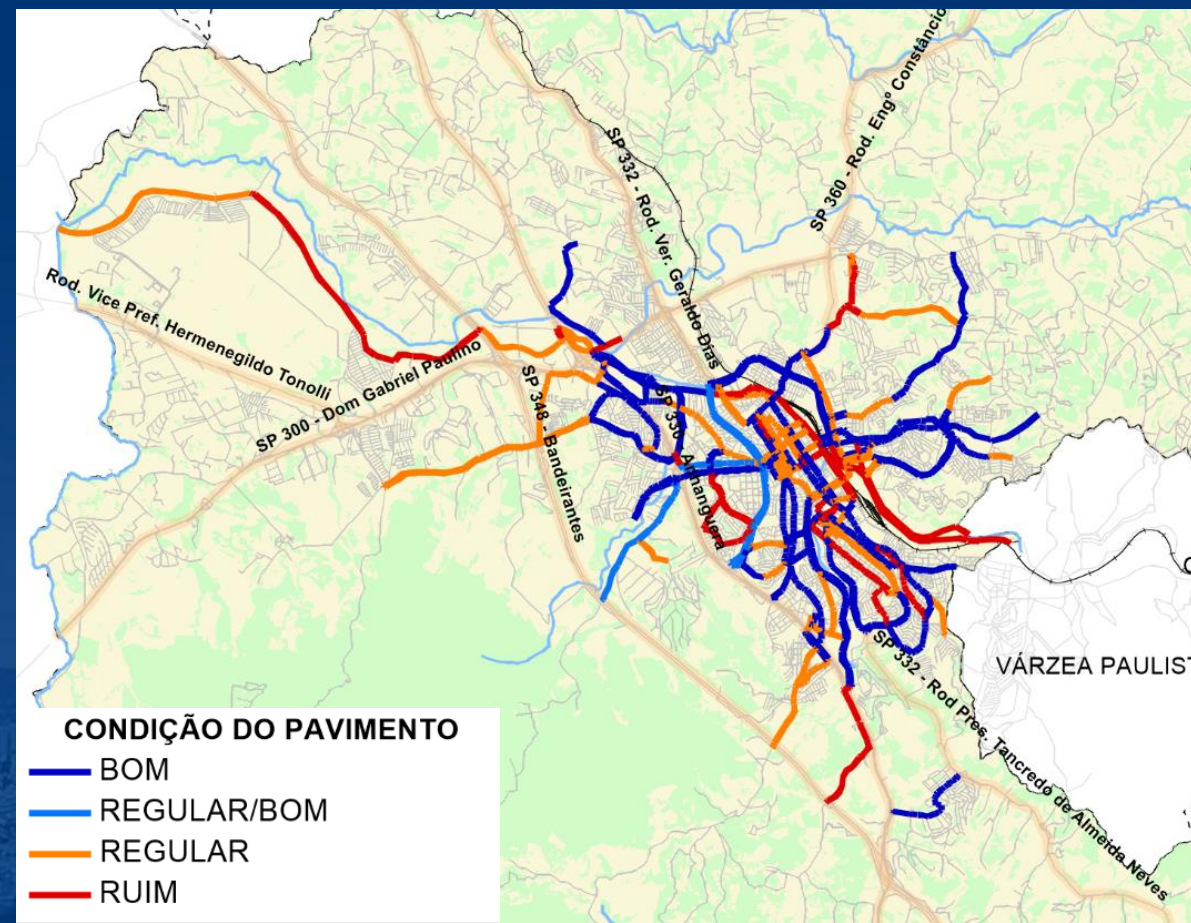 SP 360 - Rod. Engº Constâncio
SP 332 - Rod. Ver. Geraldo Dias
Rod. Vice Pref. Hermenegildo Tonolli
SP 300 - Dom Gabriel Paulino
SP 348 - Bandeirantes
SP 330 Anhanguera
SP 332 - Rod Pres. Tancredo de Almeida Neves
VÁRZEA PAULIST
CONDIÇÃO DO PAVIMENTO
BOM
REGULAR/BOM
REGULAR
RUIM